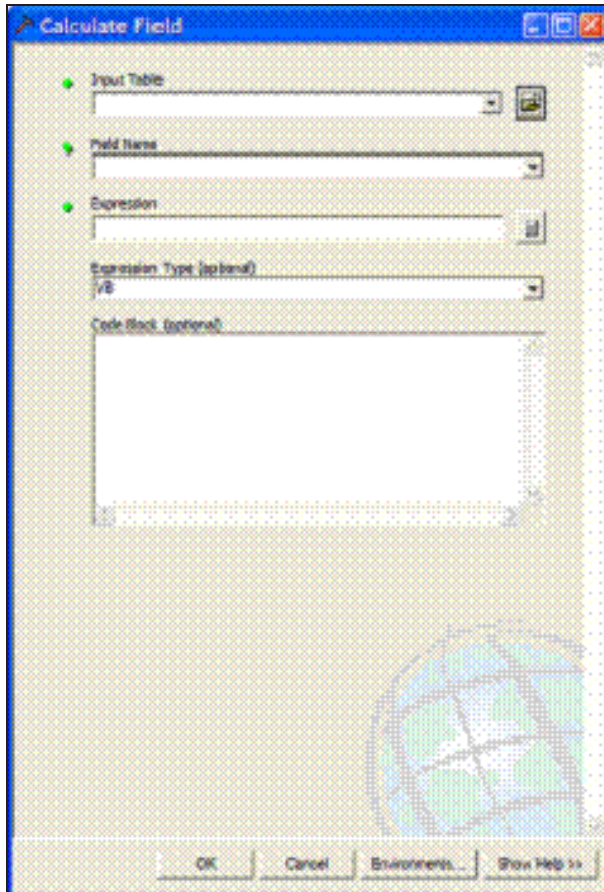 Calculate Field
Input Table
Field Name
Expression
Expression Type (optional)
VB
Code Block (optional)
OK
Cancel
Environments...
Show Help >>